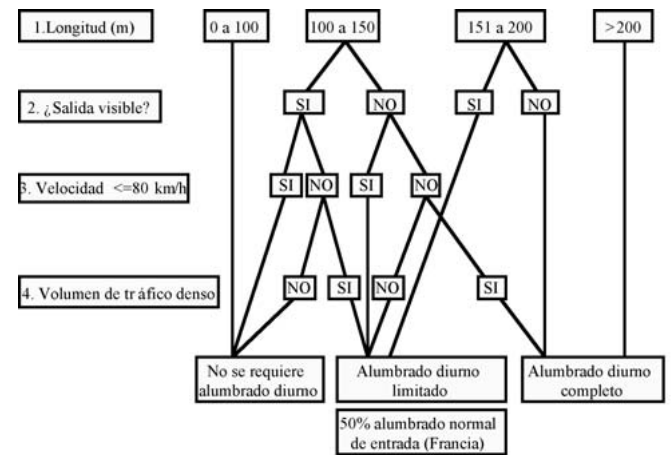 1.Longitud (m)
0 a 100
100 a 150
151 a 200
>200
2. ¿Salida visible?
SI
NO
SI
NO
3. Velocidad <=80 km/h
SI
NO
SI
NO
4. Volumen de tráfico denso
NO
SI
NO
SI
No se requiere
alumbrado diurno
Alumbrado diurno
limitado
Alumbrado diurno
completo
50% alumbrado normal
de entrada (Francia)